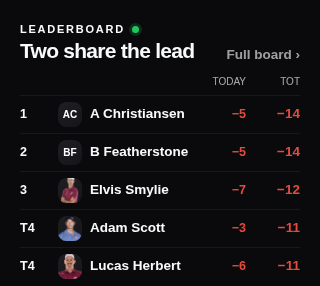 LEADERBOARD
Two share the lead
Full board ›
TODAY TOT
1 AC A Christiansen −5 −14
2 BF B Featherstone −5 −14
3 Elvis Smylie −7 −12
T4 Adam Scott −3 −11
T4 Lucas Herbert −6 −11